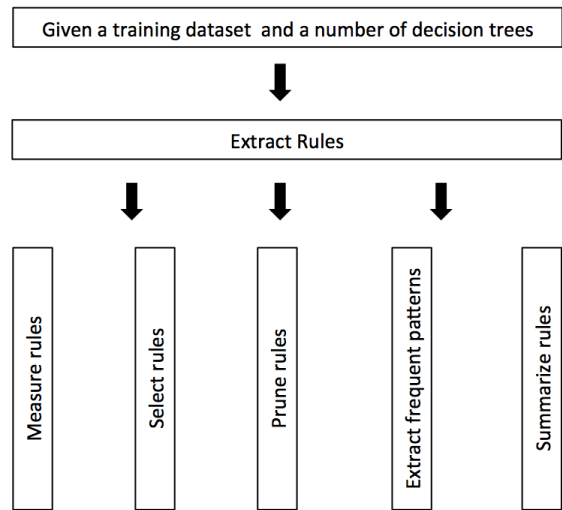 Given a training dataset and a number of decision trees
Extract Rules
Measure rules
Select rules
Prune rules
Extract frequent patterns
Summarize rules